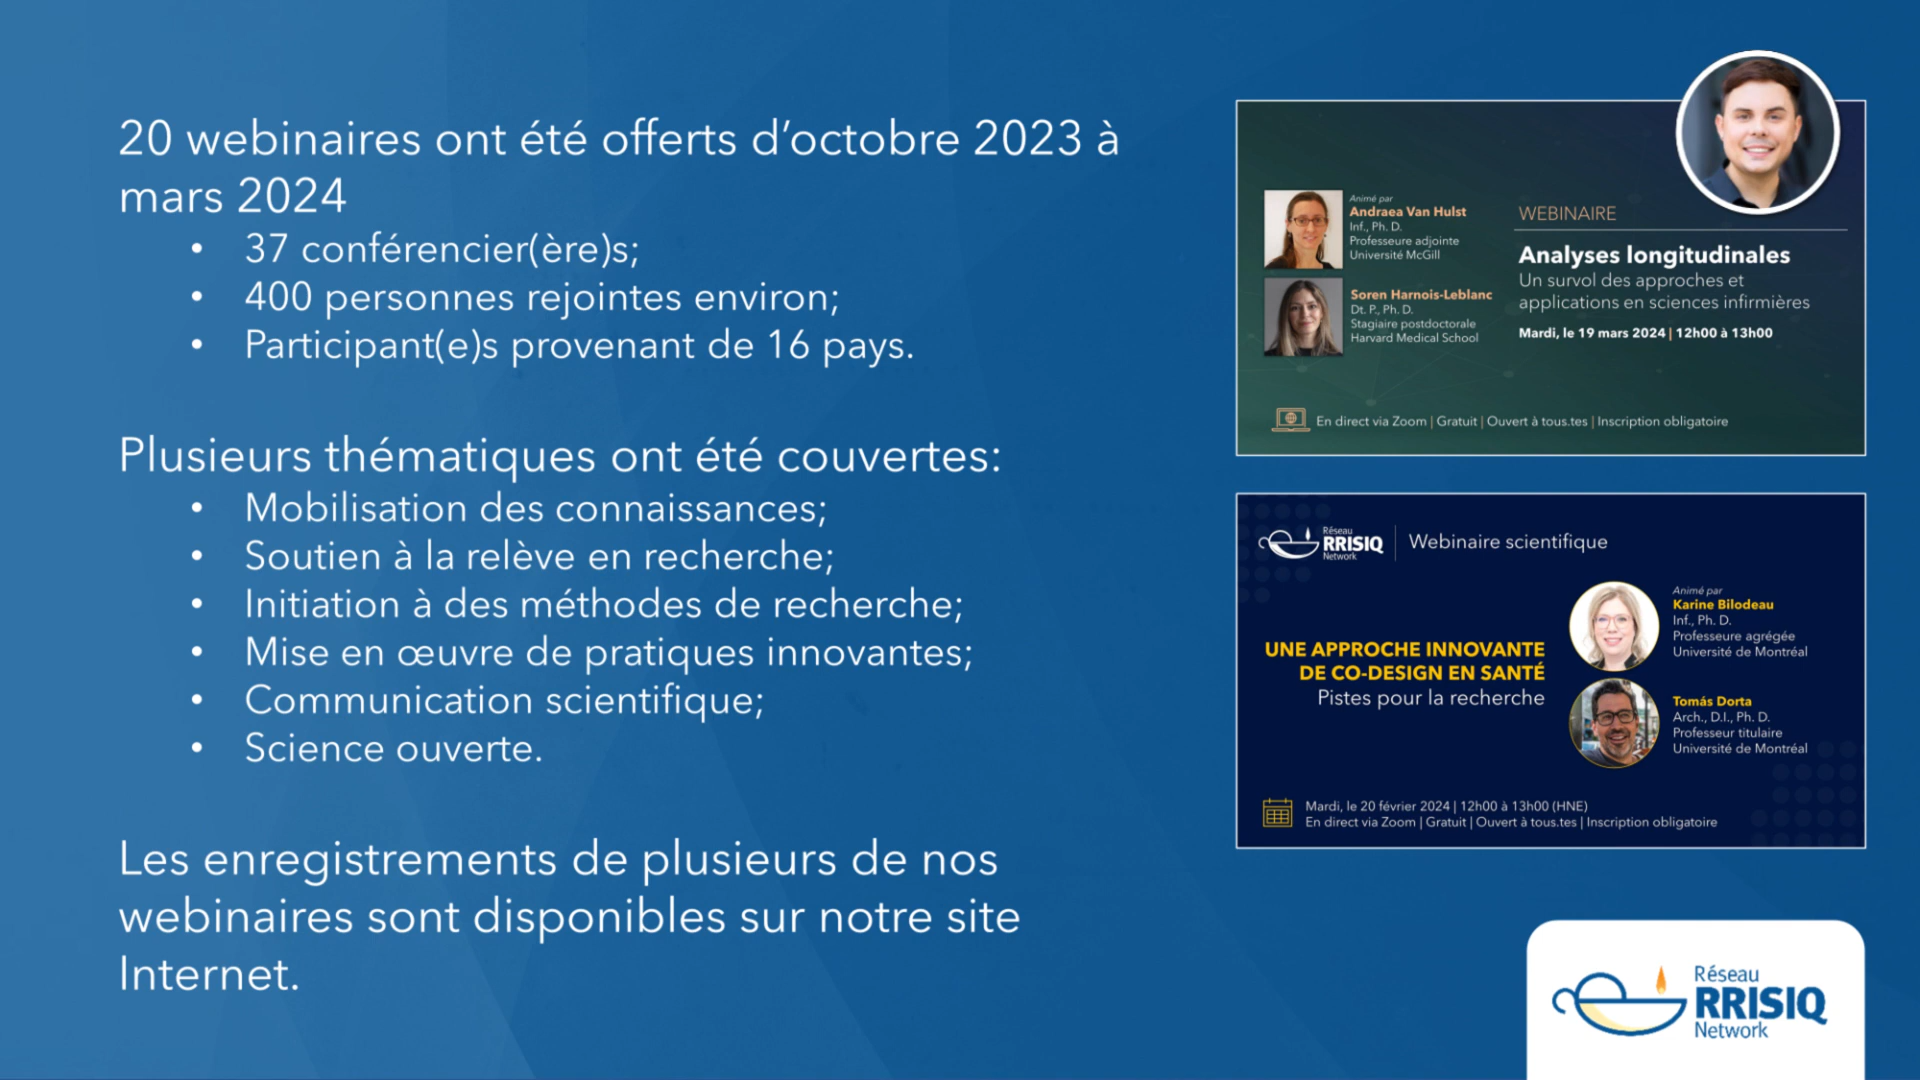 20 webinaires ont été offerts d’octobre 2023 à
mars 2024
• 37 conférencier(ère)s;
• 400 personnes rejointes environ;
• Participant(e)s provenant de 16 pays.
Plusieurs thématiques ont été couvertes:
• Mobilisation des connaissances;
• Soutien à la relève en recherche;
• Initiation à des méthodes de recherche;
• Mise en œuvre de pratiques innovantes;
• Communication scientifique;
• Science ouverte.
Les enregistrements de plusieurs de nos
webinaires sont disponibles sur notre site
Internet.
Animé par
Andraea Van Hulst
Inf., Ph. D.
Professeure adjointe
Université McGill
Soren Harnois-Leblanc
Dt. P., Ph. D.
Stagiaire postdoctorale
Harvard Medical School
WEBINAIRE
Analyses longitudinales
Un survol des approches et
applications en sciences infirmières
Mardi, le 19 mars 2024 | 12h00 à 13h00
En direct via Zoom | Gratuit | Ouvert à tous.tes | Inscription obligatoire
Réseau
RRISIQ
Network
Webinaire scientifique
UNE APPROCHE INNOVANTE
DE CO-DESIGN EN SANTÉ
Pistes pour la recherche
Animé par
Karine Bilodeau
Inf., Ph. D.
Professeure agrégée
Université de Montréal
Tomás Dorta
Arch., D.I., Ph. D.
Professeur titulaire
Université de Montréal
Mardi, le 20 février 2024 | 12h00 à 13h00 (HNE)
En direct via Zoom | Gratuit | Ouvert à tous.tes | Inscription obligatoire
Réseau
RRISIQ
Network